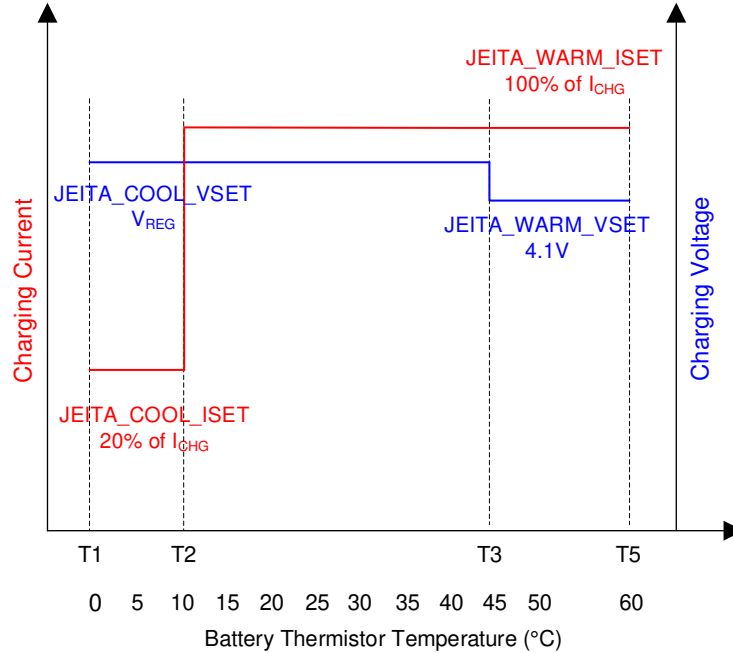 JEITA_WARM_ISET
100% of ICHG
JEITA_COOL_VSET
VREG
JEITA_WARM_VSET
4.1V
Charging Current
Charging Voltage
JEITA_COOL_ISET
20% of ICHG
T1 T2 T3 T5
0 5 10 15 20 25 30 35 40 45 50 60
Battery Thermistor Temperature (°C)